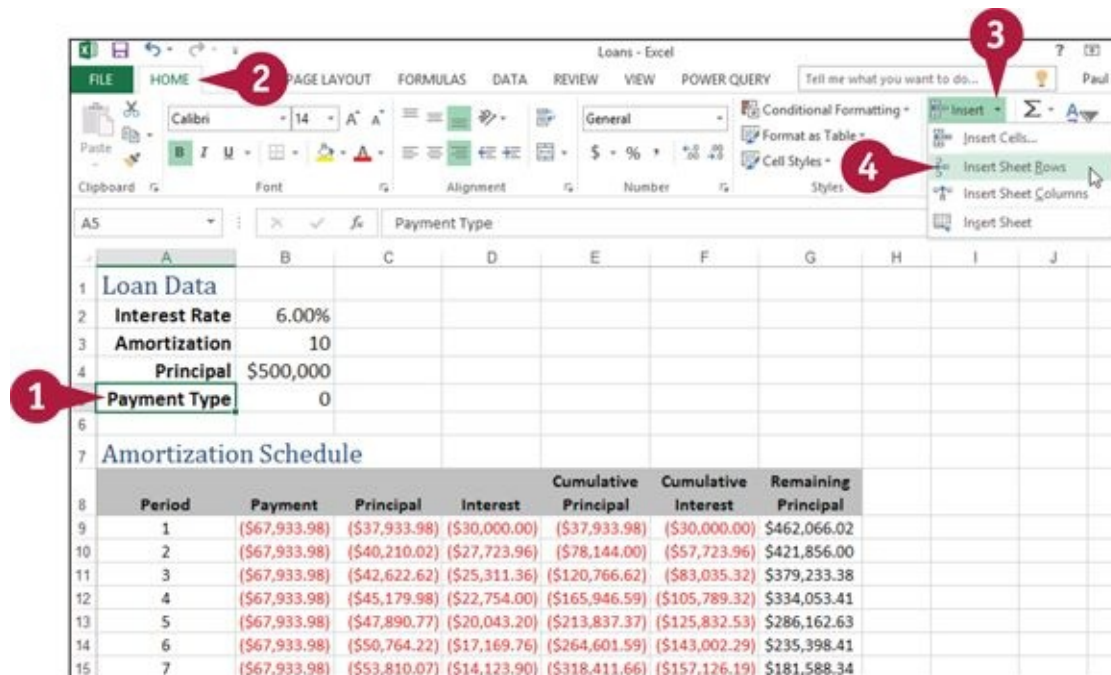 Loans - Excel
3
?
FILE HOME 2 PAGE LAYOUT FORMULAS DATA REVIEW VIEW POWER QUERY Tell me what you want to do... Paul
Calibri 14 A A General Conditional Formatting Insert Σ A
Paste B I U A $ % , Format as Table Insert Cells...
Cell Styles 4 Insert Sheet Rows
Clipboard Font Alignment Number Styles Insert Sheet Columns
A5 fx Payment Type Insert Sheet
A B C D E F G H I J
1 Loan Data
2 Interest Rate 6.00%
3 Amortization 10
4 Principal $500,000
1 Payment Type 0
6
7 Amortization Schedule
Cumulative Cumulative Remaining
8 Period Payment Principal Interest Principal Interest Principal
9 1 ($67,933.98) ($37,933.98) ($30,000.00) ($37,933.98) ($30,000.00) $462,066.02
10 2 ($67,933.98) ($40,210.02) ($27,723.96) ($78,144.00) ($57,723.96) $421,856.00
11 3 ($67,933.98) ($42,622.62) ($25,311.36) ($120,766.62) ($83,035.32) $379,233.38
12 4 ($67,933.98) ($45,179.98) ($22,754.00) ($165,946.59) ($105,789.32) $334,053.41
13 5 ($67,933.98) ($47,890.77) ($20,043.20) ($213,837.37) ($125,832.53) $286,162.63
14 6 ($67,933.98) ($50,764.22) ($17,169.76) ($264,601.59) ($143,002.29) $235,398.41
15 7 ($67,933.98) ($53,810.07) ($14,123.90) ($318,411.66) ($157,126.19) $181,588.34